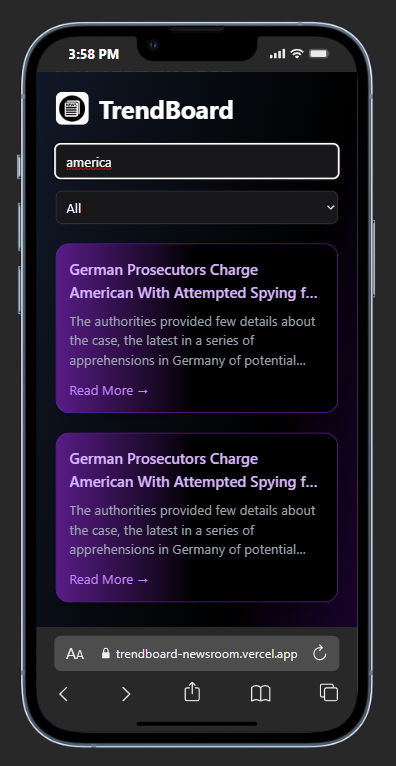 3:58 PM
TrendBoard
america
All
German Prosecutors Charge
American With Attempted Spying f...
The authorities provided few details about
the case, the latest in a series of
apprehensions in Germany of potential...
Read More →
German Prosecutors Charge
American With Attempted Spying f...
The authorities provided few details about
the case, the latest in a series of
apprehensions in Germany of potential...
Read More →
AA trendboard-newsroom.vercel.app